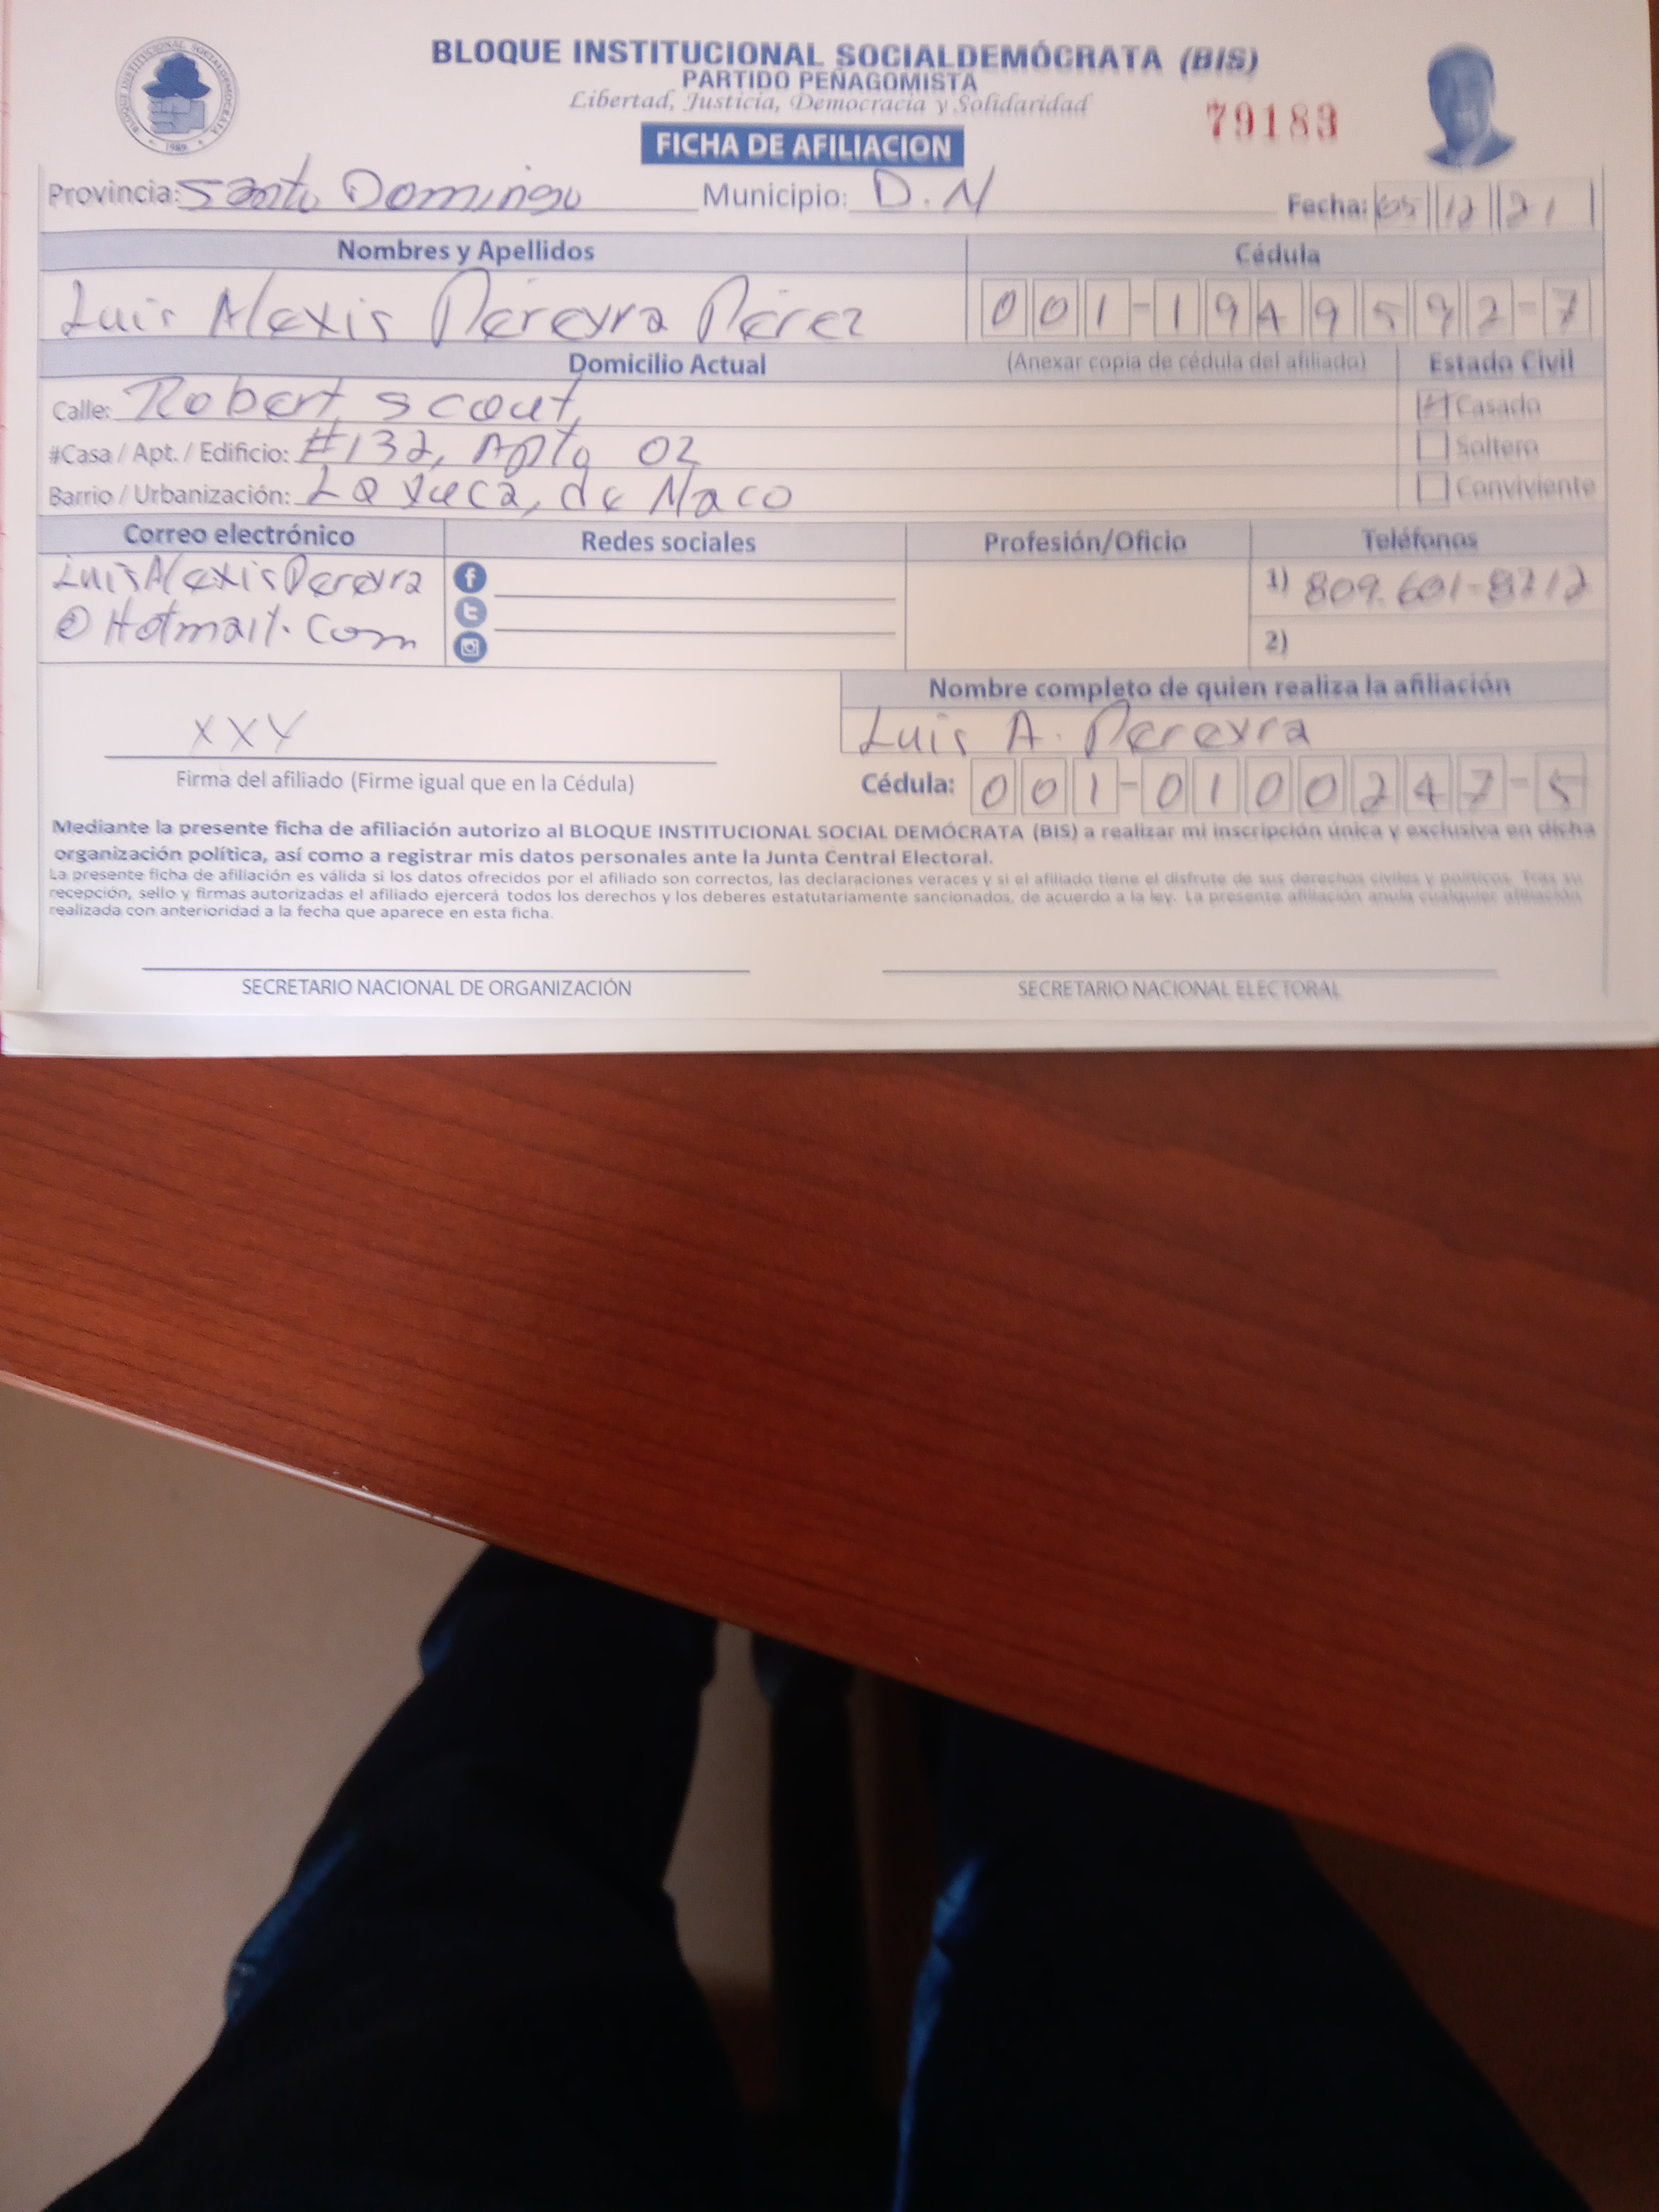 BLOQUE INSTITUCIONAL SOCIALDEMÓCRATA (BIS)
PARTIDO PEÑAGOMISTA
Libertad, Justicia, Democracia y Solidaridad
79183
FICHA DE AFILIACION
BLOQUE INSTITUCIONAL SOCIALDEMOCRATA
1989
Provincia: Santo Domingo Municipio: D.N Fecha: 05 12 21
Nombres y Apellidos Cédula
Luis Alexis Pereyra Pérez 001-1949592-7
Domicilio Actual (Anexar copia de cédula del afiliado) Estado Civil
Calle: Robert scout, Casado
#Casa / Apt. / Edificio: #132, Apto 02 Soltero
Barrio / Urbanización: La yuca, de Naco Conviviente
Correo electrónico Redes sociales Profesión/Oficio Teléfonos
LuisAlexisPereyra 1) 809.601-8212
@Hotmail.com 2)
Nombre completo de quien realiza la afiliación
XXY Luis A. Pereyra
Firma del afiliado (Firme igual que en la Cédula) Cédula: 001-0100247-5
Mediante la presente ficha de afiliación autorizo al BLOQUE INSTITUCIONAL SOCIAL DEMÓCRATA (BIS) a realizar mi inscripción única y exclusiva en dicha
organización política, así como a registrar mis datos personales ante la Junta Central Electoral.
La presente ficha de afiliación es válida si los datos ofrecidos por el afiliado son correctos, las declaraciones veraces y si el afiliado tiene el disfrute de sus derechos civiles y políticos. Tras su
recepción, sello y firmas autorizadas el afiliado ejercerá todos los derechos y los deberes estatutariamente sancionados, de acuerdo a la ley. La presente afiliación anula cualquier afiliación
realizada con anterioridad a la fecha que aparece en esta ficha.
SECRETARIO NACIONAL DE ORGANIZACIÓN SECRETARIO NACIONAL ELECTORAL